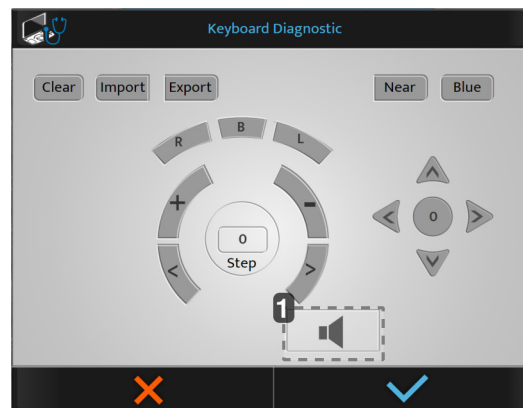 Keyboard Diagnostic
Clear Import Export Near Blue
R B L
+ -
0
0
Step
< >
1